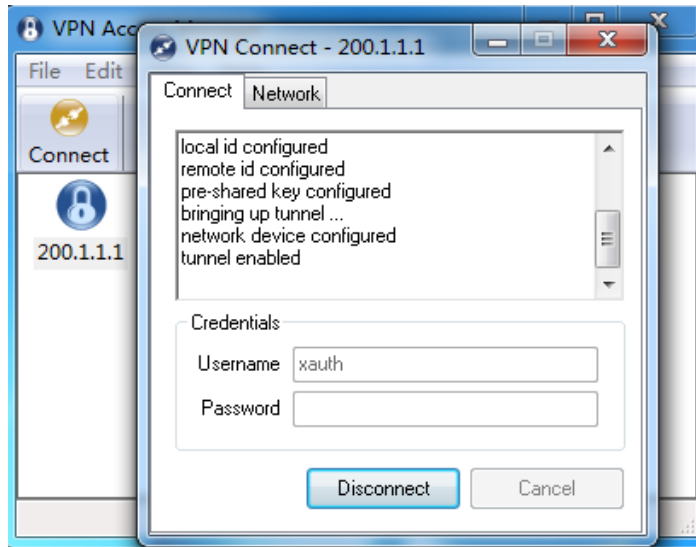 VPN Acc
VPN Connect - 200.1.1.1
File Edit
Connect Network
Connect
200.1.1.1
local id configured
remote id configured
pre-shared key configured
bringing up tunnel ...
network device configured
tunnel enabled
Credentials
Username xauth
Password
Disconnect Cancel